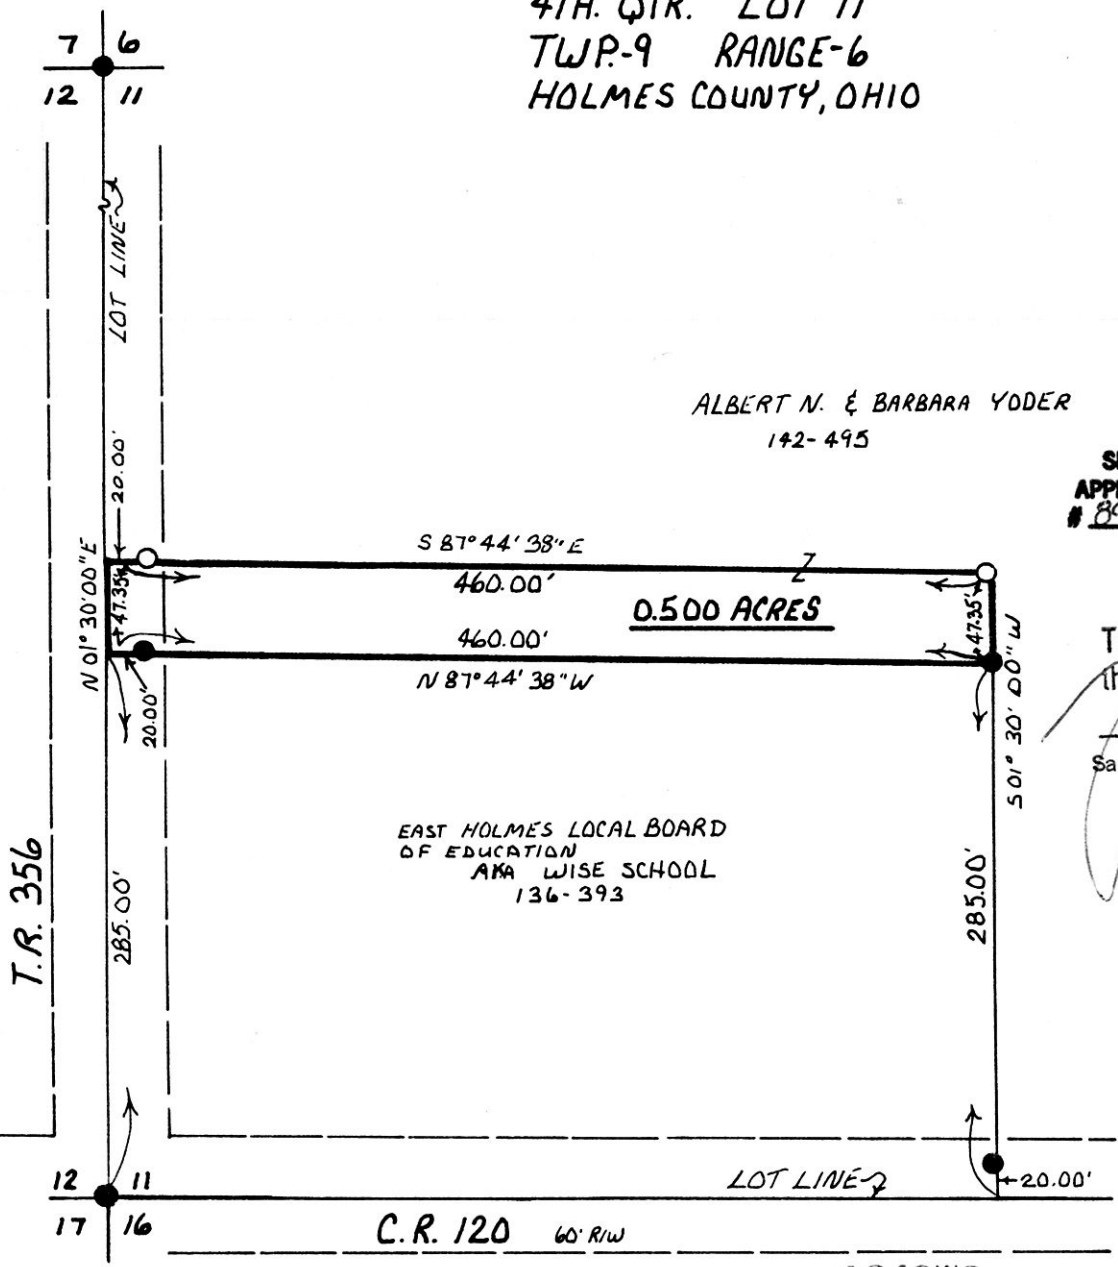 4TH. QTR. LOT 11
TWP.-9 RANGE-6
HOLMES COUNTY, OHIO
7 6
12 11
LOT LINE
ALBERT N. & BARBARA YODER
142-495
20.00'
APP
#
S 87° 44' 38" E
460.00'
0.500 ACRES
N 01° 30' 00" E
47.35'
47.35'
460.00'
N 87° 44' 38" W
20.00'
S 01° 30' 00" W
Sa
EAST HOLMES LOCAL BOARD
OF EDUCATION
AKA WISE SCHOOL
136-393
T.R. 356
285.00'
285.00'
12 11
LOT LINE
20.00'
17 16
C.R. 120 60' R/W